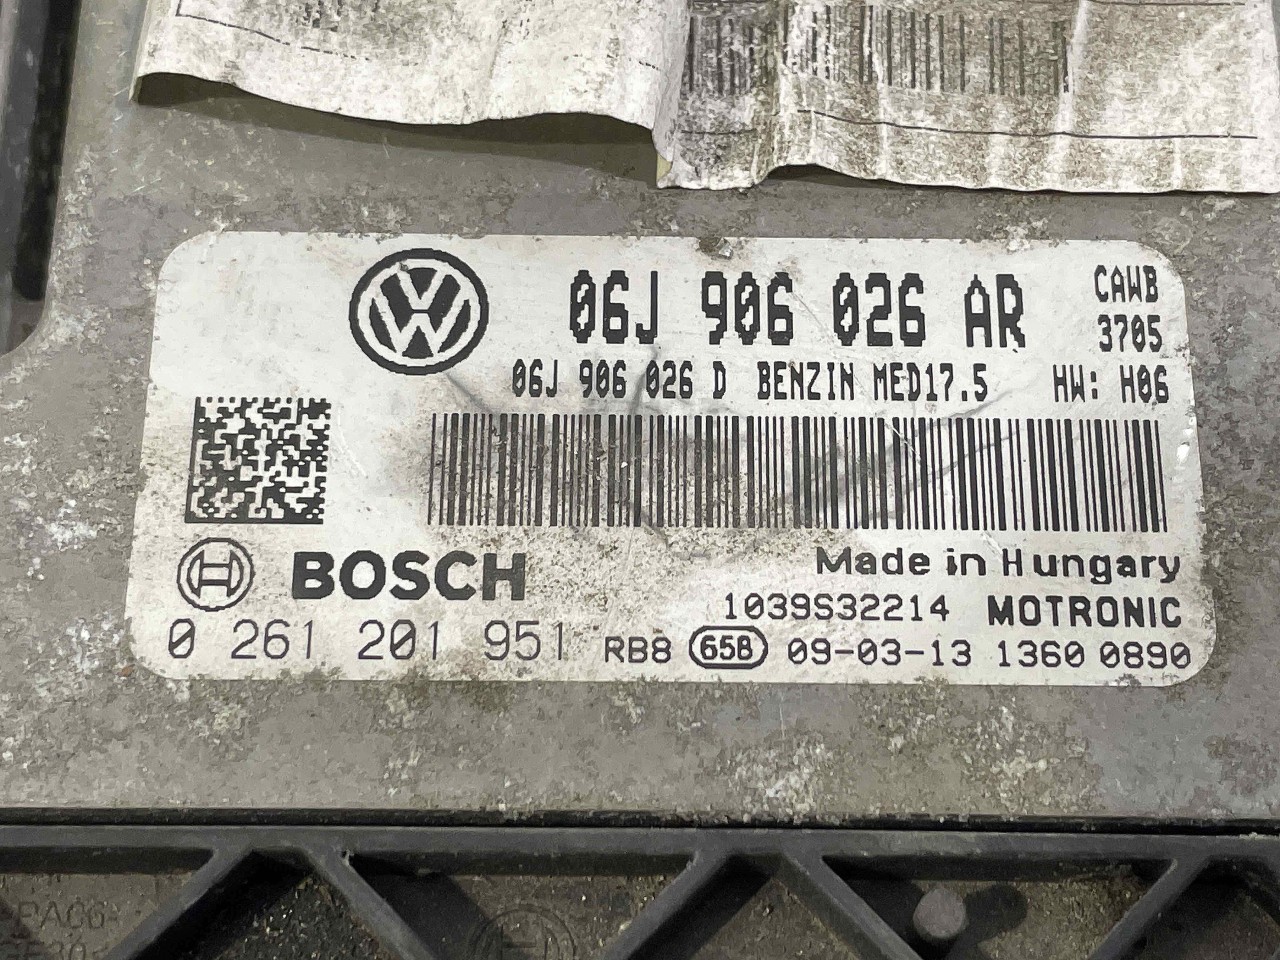 06J 906 026 AR CAWB
3705
06J 906 026 D BENZIN MED17.5 HW: H06
BOSCH
Made in Hungary
1039S32214 MOTRONIC
0 261 201 951 RB8 65B 09-03-13 1360 0890